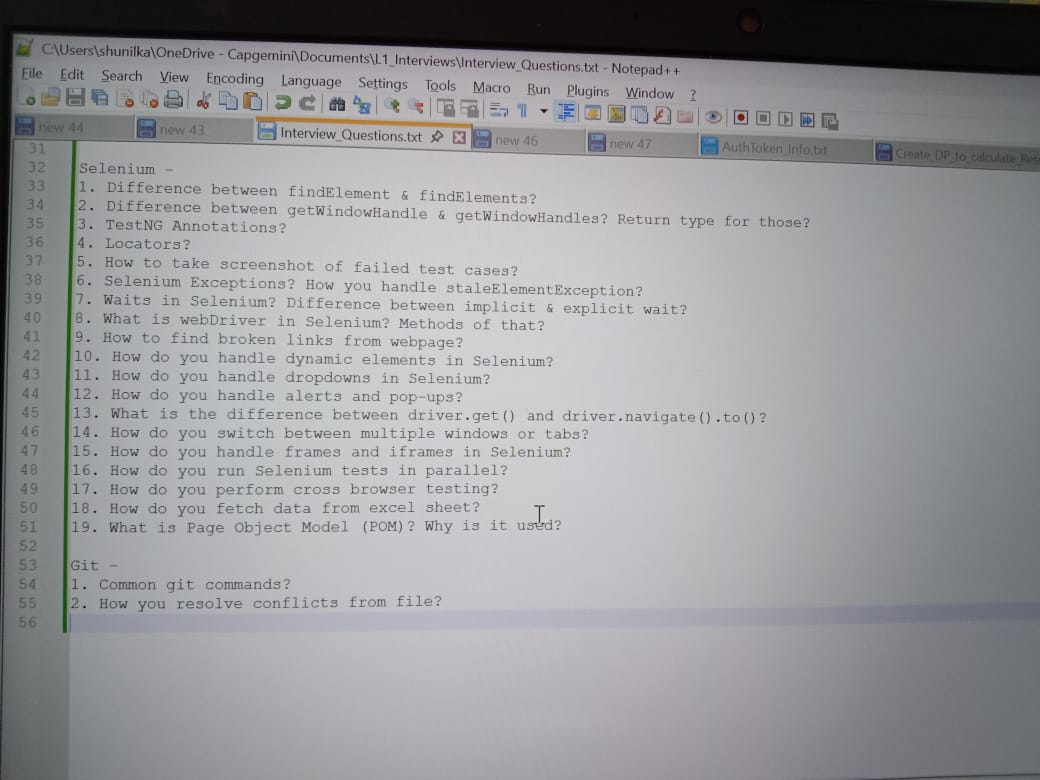 C:\Users\shunilka\OneDrive - Capgemini\Documents\L1_Interviews\Interview_Questions.txt - Notepad++
File Edit Search View Encoding Language Settings Tools Macro Run Plugins Window ?
new 44 new 43 Interview_Questions.txt new 46 new 47 AuthToken_Info.txt Create_DP_to_calculate_Res
31
32 Selenium -
33 1. Difference between findElement & findElements?
34 2. Difference between getWindowHandle & getWindowHandles? Return type for those?
35 3. TestNG Annotations?
36 4. Locators?
37 5. How to take screenshot of failed test cases?
38 6. Selenium Exceptions? How you handle staleElementException?
39 7. Waits in Selenium? Difference between implicit & explicit wait?
40 8. What is webDriver in Selenium? Methods of that?
41 9. How to find broken links from webpage?
42 10. How do you handle dynamic elements in Selenium?
43 11. How do you handle dropdowns in Selenium?
44 12. How do you handle alerts and pop-ups?
45 13. What is the difference between driver.get() and driver.navigate().to()?
46 14. How do you switch between multiple windows or tabs?
47 15. How do you handle frames and iframes in Selenium?
48 16. How do you run Selenium tests in parallel?
49 17. How do you perform cross browser testing?
50 18. How do you fetch data from excel sheet?
51 19. What is Page Object Model (POM)? Why is it used?
52
53 Git -
54 1. Common git commands?
55 2. How you resolve conflicts from file?
56